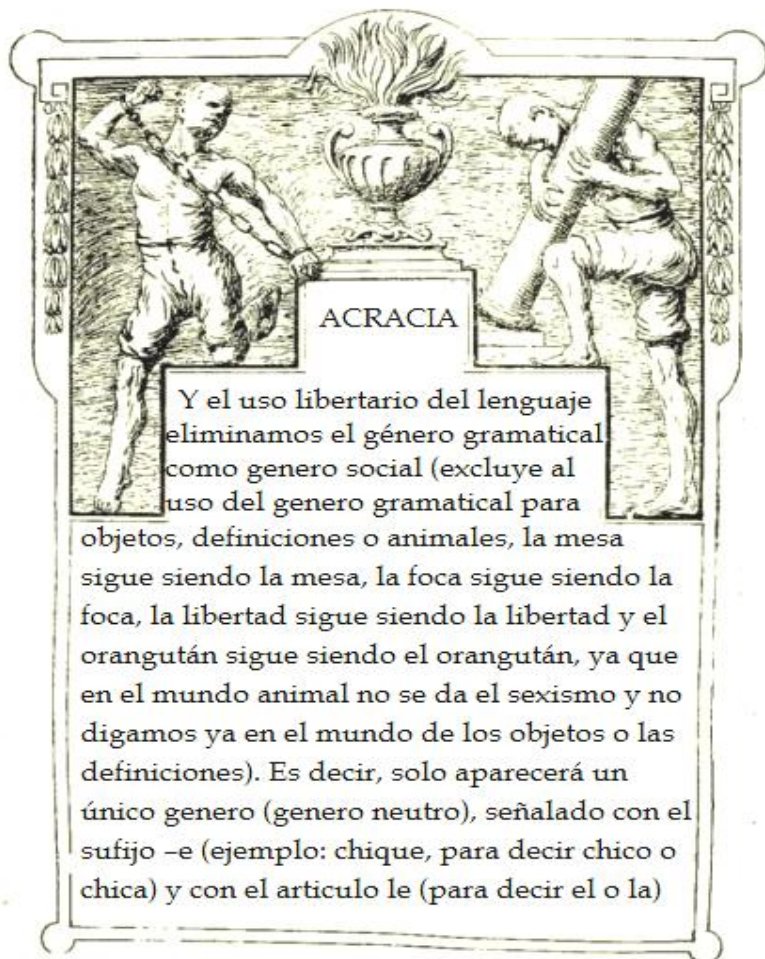 ACRACIA
Y el uso libertario del lenguaje
eliminamos el género gramatical
como genero social (excluye al
uso del genero gramatical para
objetos, definiciones o animales, la mesa
sigue siendo la mesa, la foca sigue siendo la
foca, la libertad sigue siendo la libertad y el
orangután sigue siendo el orangután, ya que
en el mundo animal no se da el sexismo y no
digamos ya en el mundo de los objetos o las
definiciones). Es decir, solo aparecerá un
único genero (genero neutro), señalado con el
sufijo –e (ejemplo: chique, para decir chico o
chica) y con el articulo le (para decir el o la)